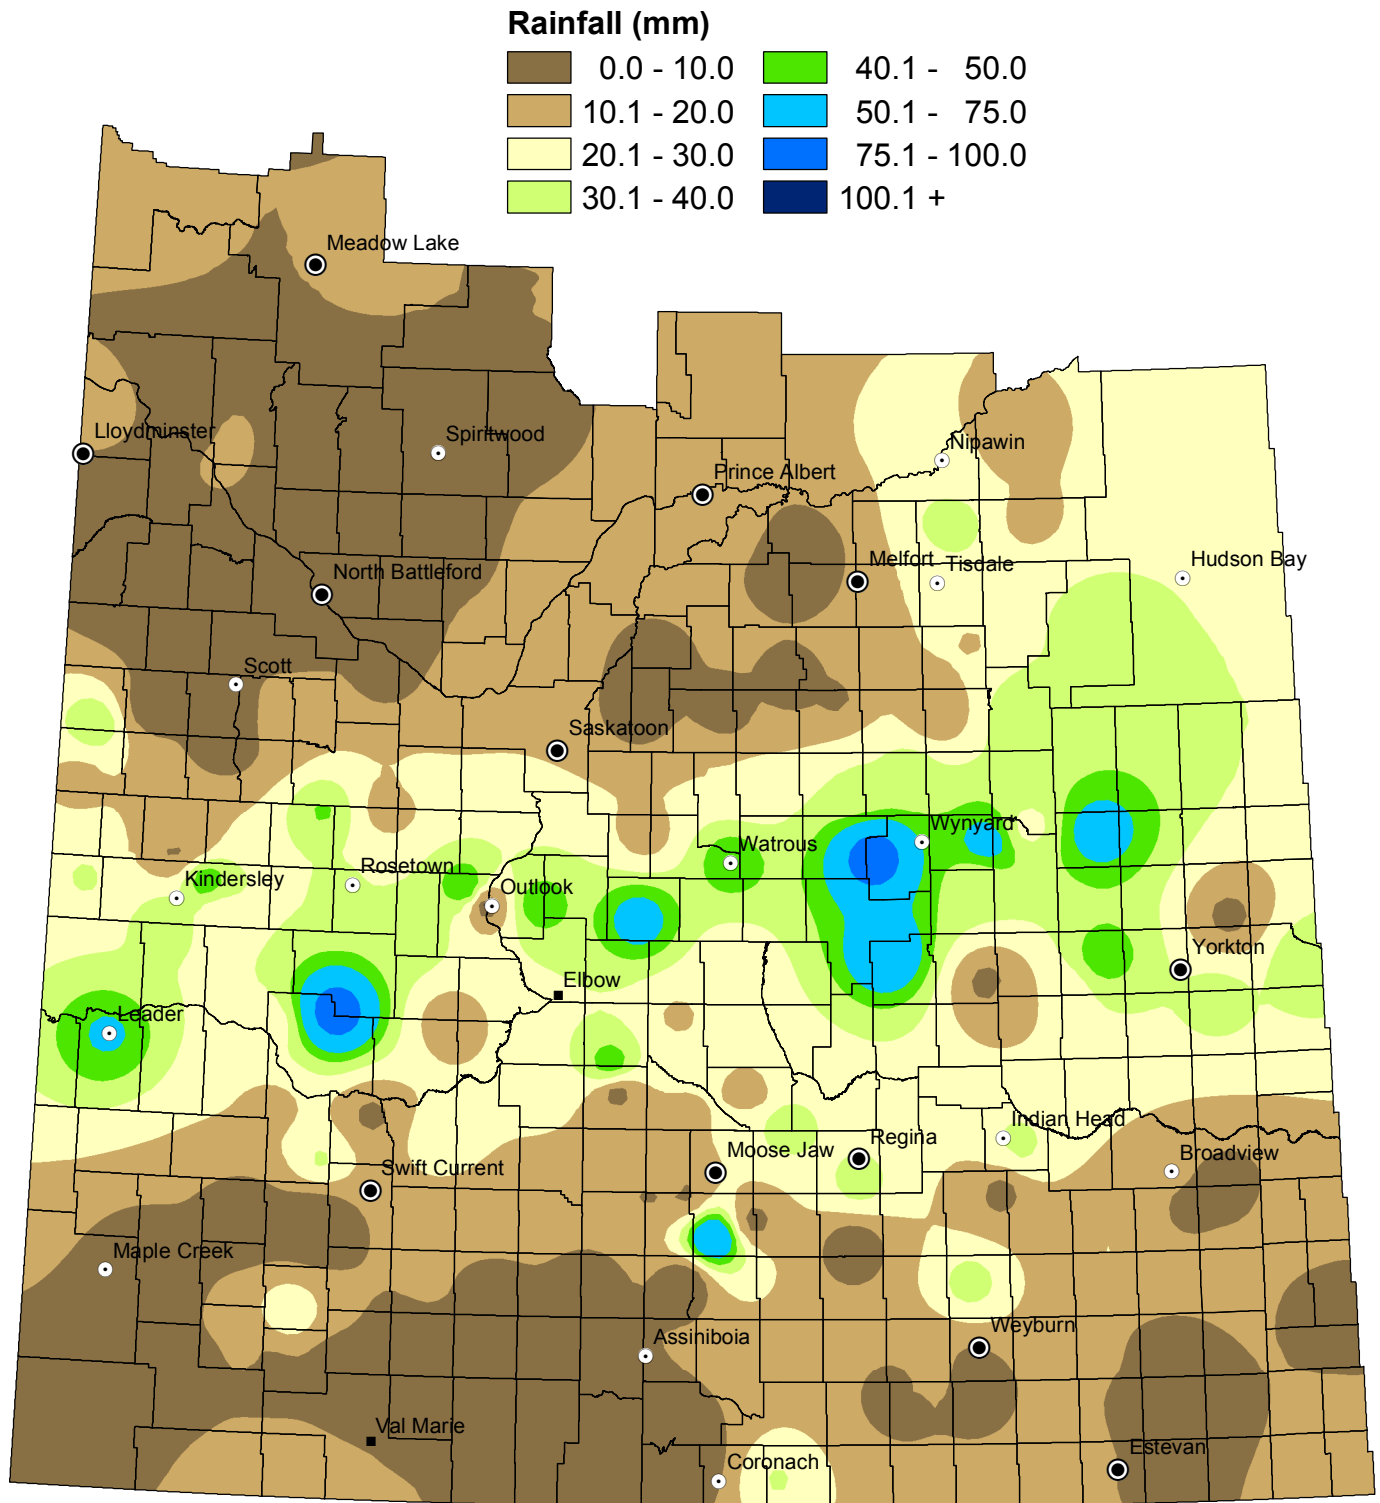 Rainfall (mm)
0.0 - 10.0
10.1 - 20.0
20.1 - 30.0
30.1 - 40.0
40.1 - 50.0
50.1 - 75.0
75.1 - 100.0
100.1 +
Meadow Lake
Lloydminster
Spiritwood
Nipawin
Prince Albert
Melfort
Tisdale
Hudson Bay
North Battleford
Scott
Saskatoon
Wynyard
Watrous
Rosetown
Kindersley
Outlook
Yorkton
Elbow
Leader
Indian Head
Regina
Moose Jaw
Broadview
Swift Current
Maple Creek
Weyburn
Assiniboia
Val Marie
Estevan
Coronach